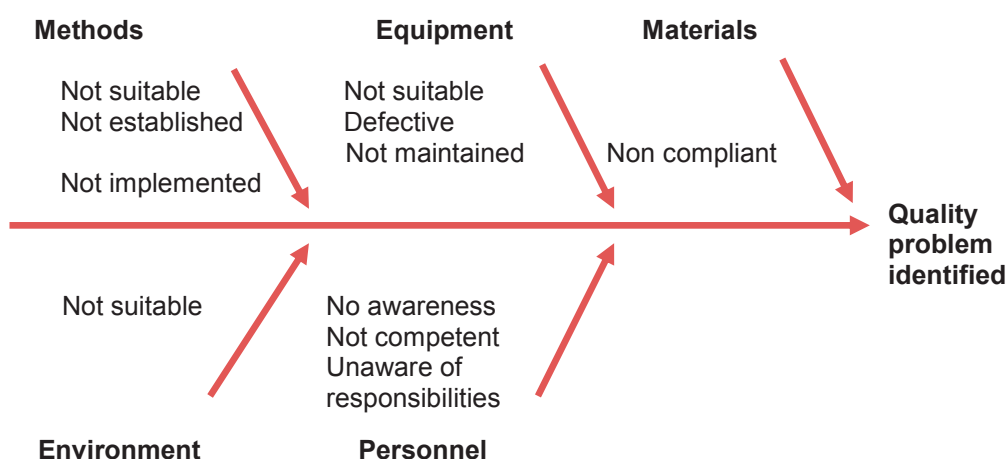 Methods
Equipment
Materials
Not suitable
Not established
Not implemented
Not suitable
Defective
Not maintained
Non compliant
Quality
problem
identified
Not suitable
No awareness
Not competent
Unaware of
responsibilities
Environment
Personnel